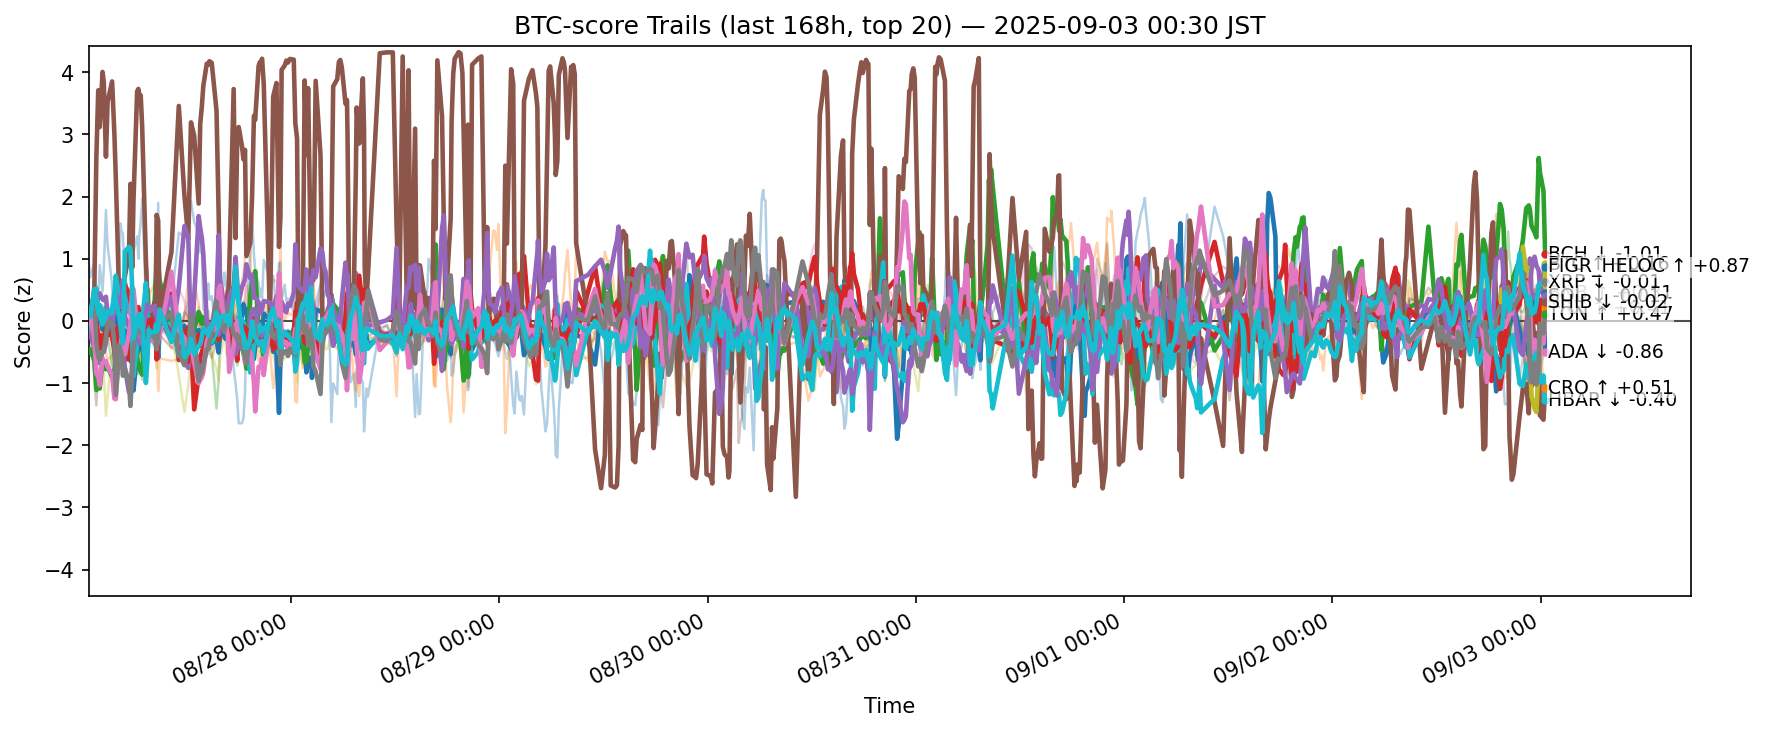 BTC-score Trails (last 168h, top 20) — 2025-09-03 00:30 JST
Score (z)
4
3
2
1
0
−1
−2
−3
−4
BCH ↓ -1.01
FIGR_HELOC ↑ +0.87
XRP ↓ -0.01
SHIB ↓ -0.02
TON ↑ +0.47
ADA ↓ -0.86
CRO ↑ +0.51
HBAR ↓ -0.40
08/28 00:00
08/29 00:00
08/30 00:00
08/31 00:00
09/01 00:00
09/02 00:00
09/03 00:00
Time